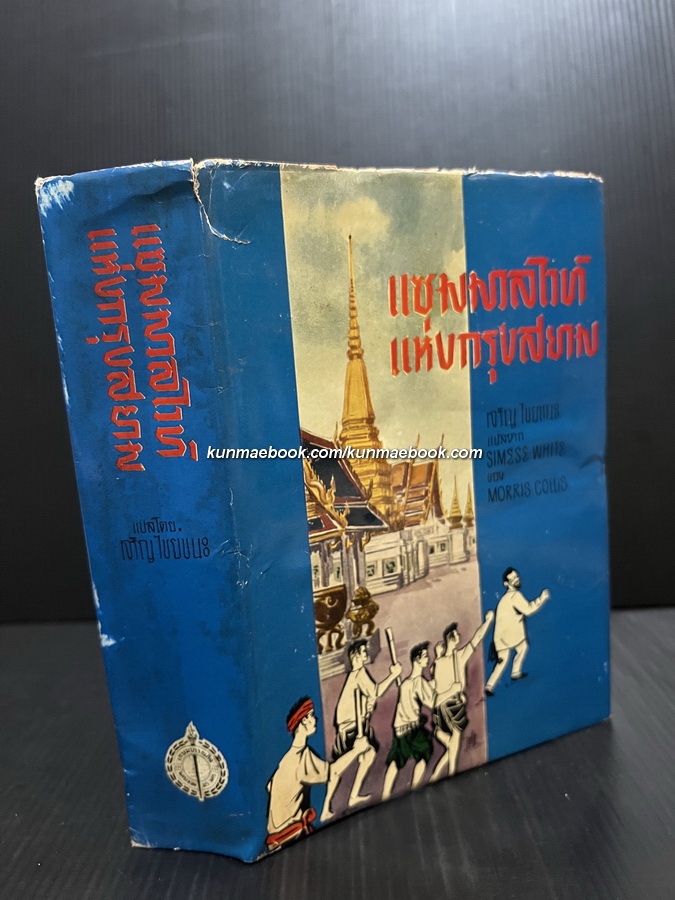 แซมมวลไวท์
แห่งกรุงสยาม
แปลโดย.
เจริญ ไชยชนะ
แซมมวลไวท์
แห่งกรุงสยาม
เจริญ ไชยชนะ
แปลจาก
SIMESE WHITE
ของ
MORRIS COLLIS
kunmaebook.com/kunmaebook.com